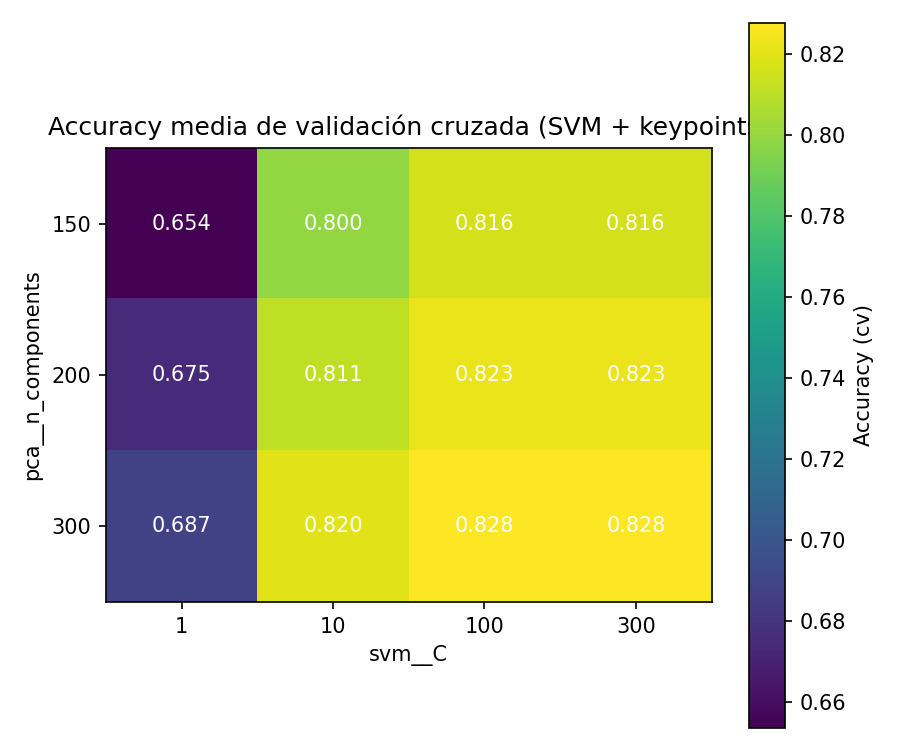 Accuracy media de validación cruzada (SVM + keypoint
pca__n_components
150 0.654 0.800 0.816 0.816
200 0.675 0.811 0.823 0.823
300 0.687 0.820 0.828 0.828
1 10 100 300
svm__C
0.82
0.80
0.78
0.76
0.74
0.72
0.70
0.68
0.66
Accuracy (cv)